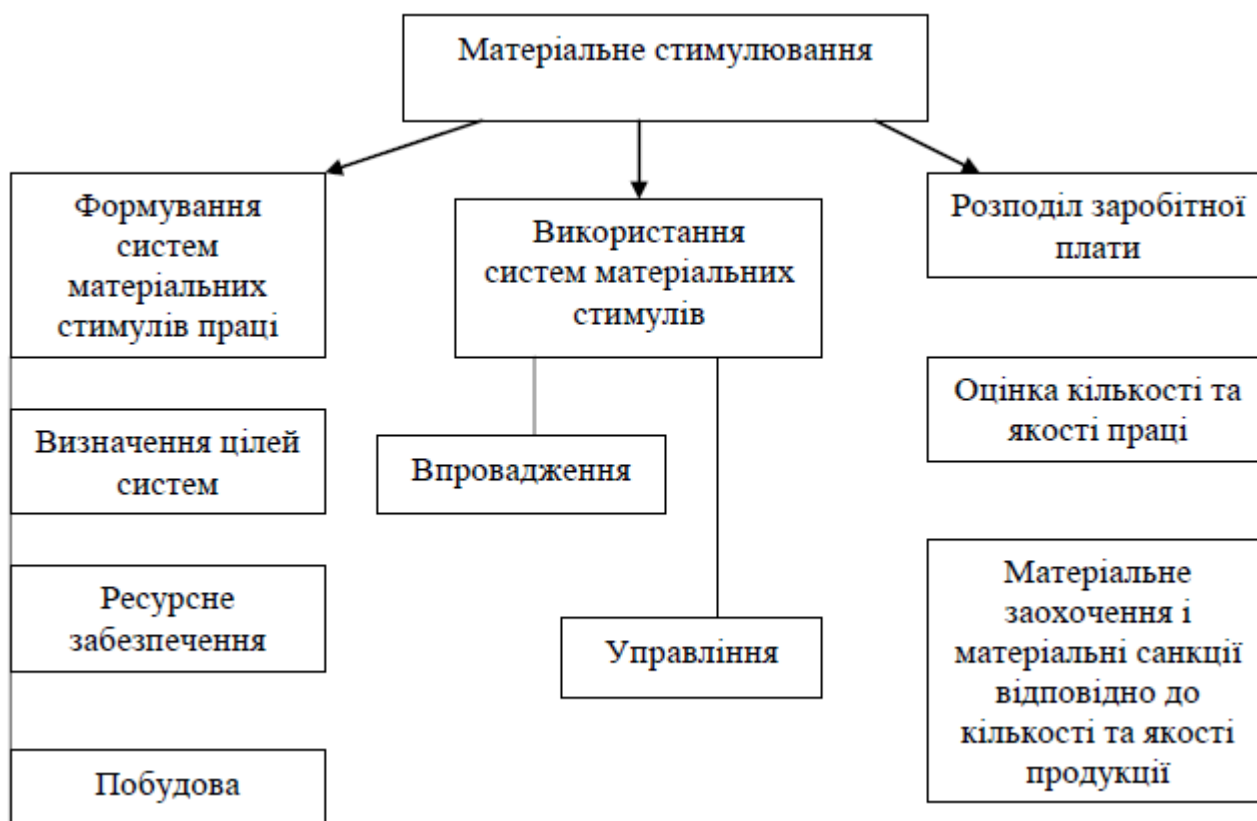 Матеріальне стимулювання
Формування
систем
матеріальних
стимулів праці
Визначення цілей
систем
Ресурсне
забезпечення
Побудова
Використання
систем матеріальних
стимулів
Впровадження
Управління
Розподіл заробітної
плати
Оцінка кількості та
якості праці
Матеріальне
заохочення і
матеріальні санкції
відповідно до
кількості та якості
продукції